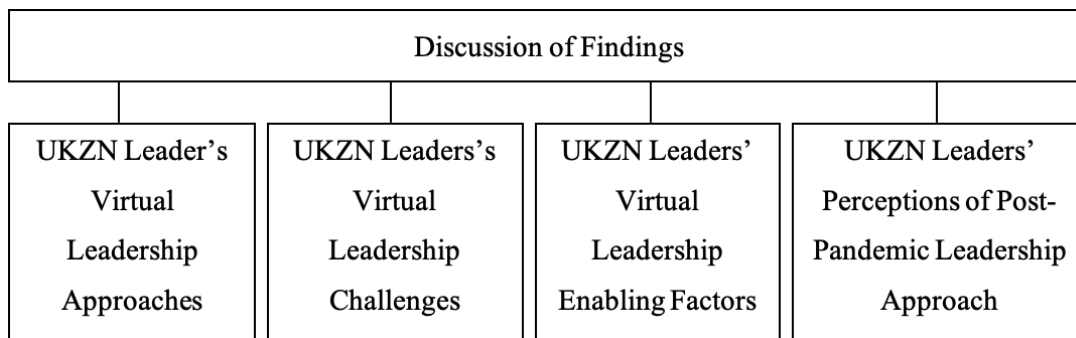 Discussion of Findings
UKZN Leader’s
Virtual
Leadership
Approaches
UKZN Leaders’s
Virtual
Leadership
Challenges
UKZN Leaders’
Virtual
Leadership
Enabling Factors
UKZN Leaders’
Perceptions of Post-
Pandemic Leadership
Approach